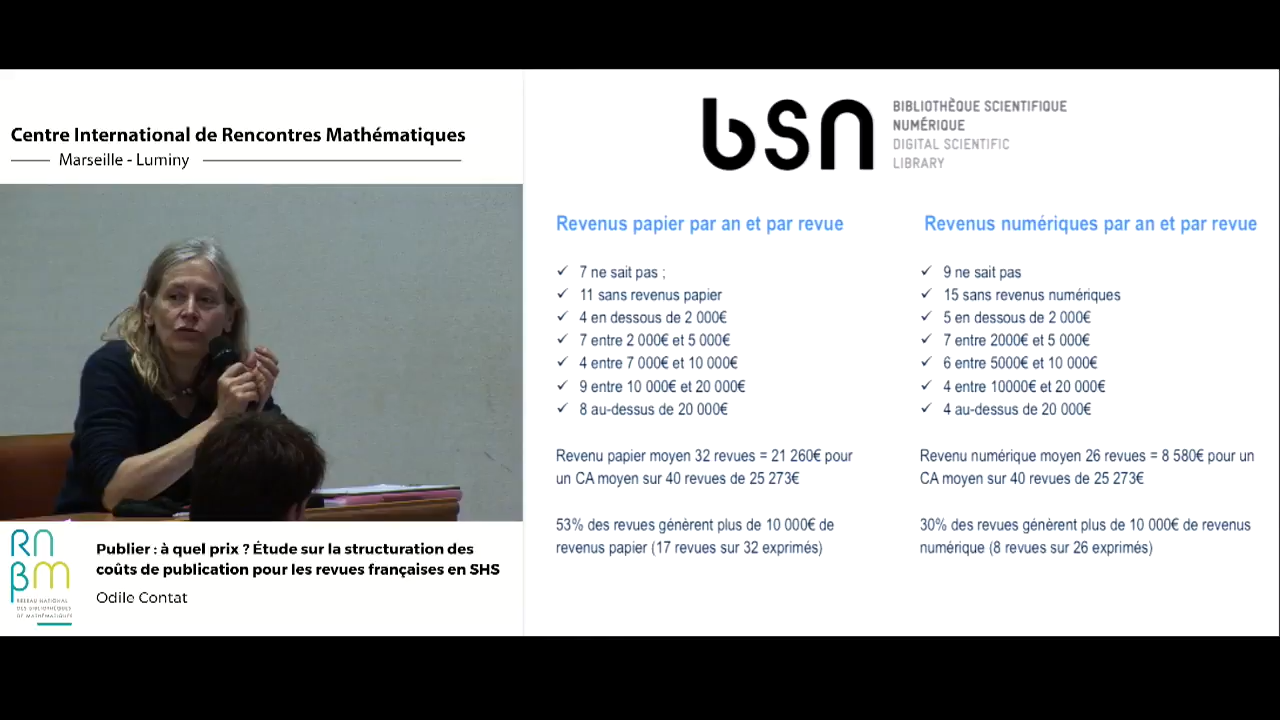 Centre International de Rencontres Mathématiques
Marseille - Luminy
bsn
BIBLIOTHÈQUE SCIENTIFIQUE
NUMÉRIQUE
DIGITAL SCIENTIFIC
LIBRARY
Revenus papier par an et par revue
✓ 7 ne sait pas ;
✓ 11 sans revenus papier
✓ 4 en dessous de 2 000€
✓ 7 entre 2 000€ et 5 000€
✓ 4 entre 7 000€ et 10 000€
✓ 9 entre 10 000€ et 20 000€
✓ 8 au-dessus de 20 000€
Revenu papier moyen 32 revues = 21 260€ pour
un CA moyen sur 40 revues de 25 273€
53% des revues génèrent plus de 10 000€ de
revenus papier (17 revues sur 32 exprimés)
Revenus numériques par an et par revue
✓ 9 ne sait pas
✓ 15 sans revenus numériques
✓ 5 en dessous de 2 000€
✓ 7 entre 2000€ et 5 000€
✓ 6 entre 5000€ et 10 000€
✓ 4 entre 10000€ et 20 000€
✓ 4 au-dessus de 20 000€
Revenu numérique moyen 26 revues = 8 580€ pour un
CA moyen sur 40 revues de 25 273€
30% des revues génèrent plus de 10 000€ de revenus
numérique (8 revues sur 26 exprimés)
RNBM
RÉSEAU NATIONAL
DES BIBLIOTHÈQUES
DE MATHÉMATIQUES
Publier : à quel prix ? Étude sur la structuration des
coûts de publication pour les revues françaises en SHS
Odile Contat